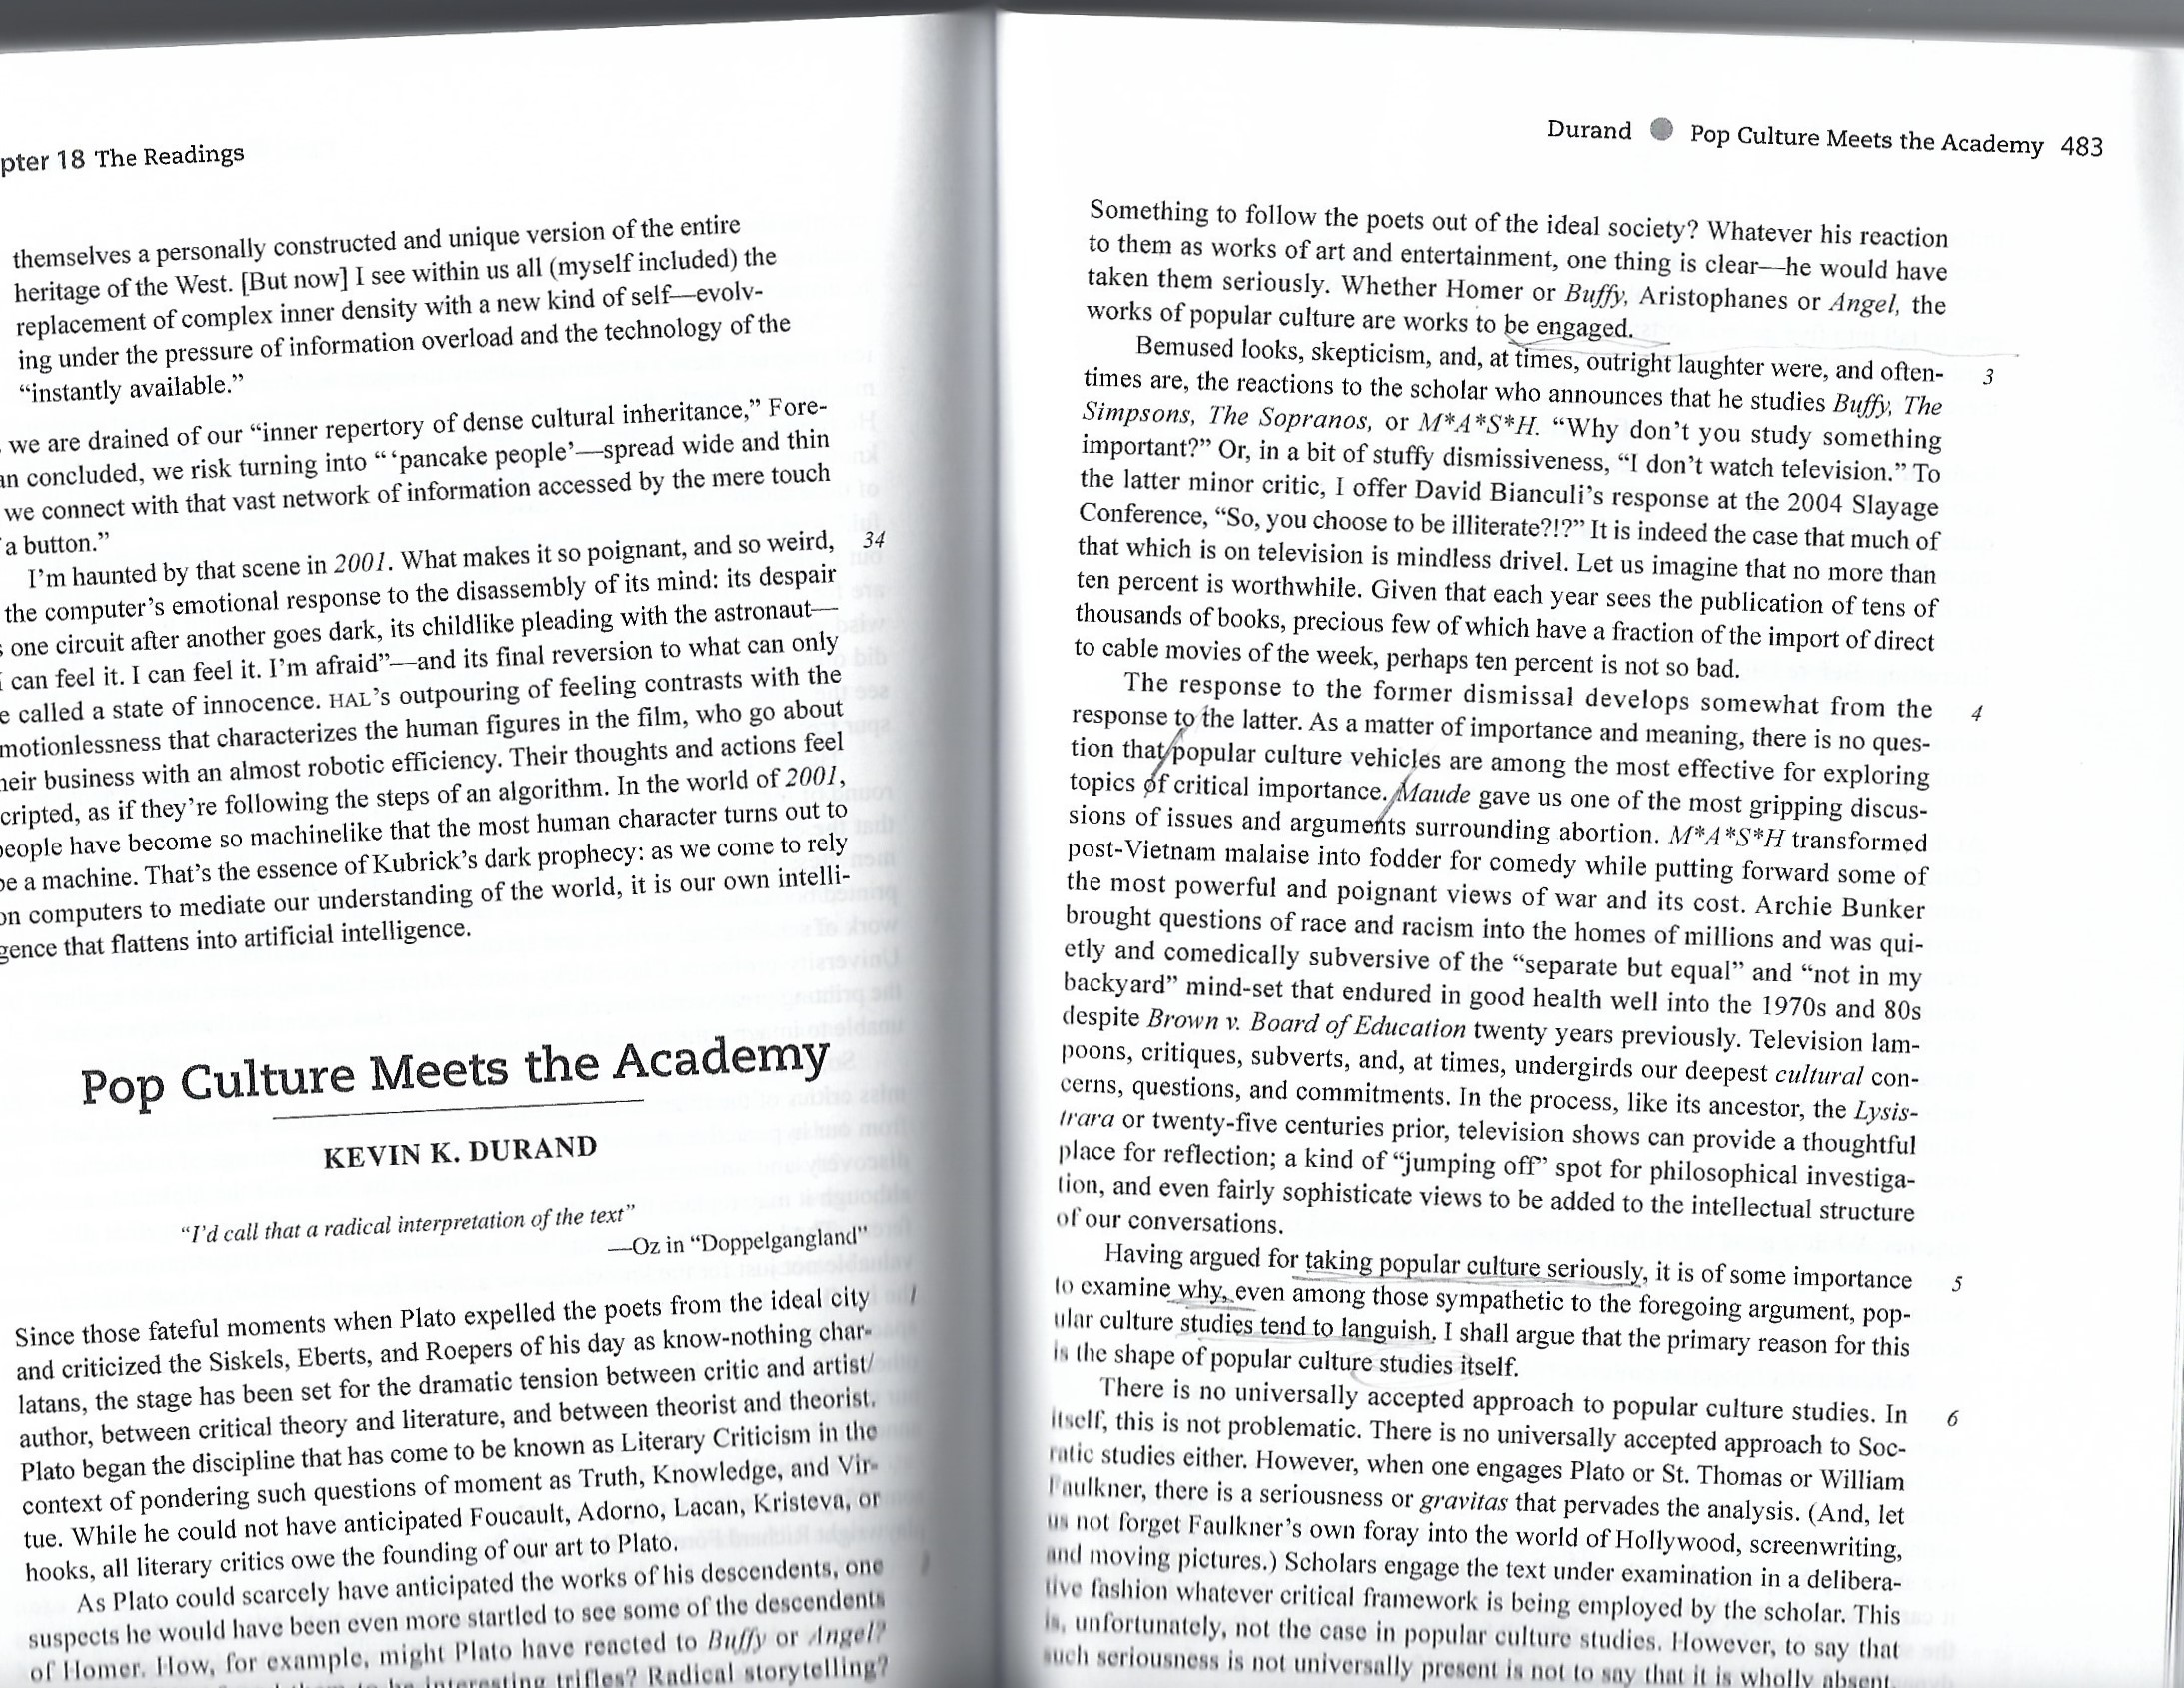 pter 18 The Readings
themselves a personally constructed and unique version of the entire
heritage of the West. [But now] I see within us all (myself included) the
replacement of complex inner density with a new kind of self—evolv-
ing under the pressure of information overload and the technology of the
“instantly available.”
we are drained of our “inner repertory of dense cultural inheritance,” Fore-
an concluded, we risk turning into “ ‘pancake people’—spread wide and thin
we connect with that vast network of information accessed by the mere touch
a button.”
I’m haunted by that scene in 2001. What makes it so poignant, and so weird, 34
the computer’s emotional response to the disassembly of its mind: its despair
one circuit after another goes dark, its childlike pleading with the astronaut—
can feel it. I can feel it. I’m afraid”—and its final reversion to what can only
e called a state of innocence. HAL’s outpouring of feeling contrasts with the
motionlessness that characterizes the human figures in the film, who go about
heir business with an almost robotic efficiency. Their thoughts and actions feel
cripted, as if they’re following the steps of an algorithm. In the world of 2001,
people have become so machinelike that the most human character turns out to
be a machine. That’s the essence of Kubrick’s dark prophecy: as we come to rely
on computers to mediate our understanding of the world, it is our own intelli-
gence that flattens into artificial intelligence.
Pop Culture Meets the Academy
KEVIN K. DURAND
“I’d call that a radical interpretation of the text”
—Oz in “Doppelgangland”
Since those fateful moments when Plato expelled the poets from the ideal city 1
and criticized the Siskels, Eberts, and Roepers of his day as know-nothing char-
latans, the stage has been set for the dramatic tension between critic and artist/
author, between critical theory and literature, and between theorist and theorist.
Plato began the discipline that has come to be known as Literary Criticism in the
context of pondering such questions of moment as Truth, Knowledge, and Vir-
tue. While he could not have anticipated Foucault, Adorno, Lacan, Kristeva, or
hooks, all literary critics owe the founding of our art to Plato.
As Plato could scarcely have anticipated the works of his descendents, one
suspects he would have been even more startled to see some of the descendents
of Homer. How, for example, might Plato have reacted to Buffy or Angel?
interesting trifles? Radical storytelling?
Durand ● Pop Culture Meets the Academy 483
Something to follow the poets out of the ideal society? Whatever his reaction
to them as works of art and entertainment, one thing is clear—he would have
taken them seriously. Whether Homer or Buffy, Aristophanes or Angel, the
works of popular culture are works to be engaged.
Bemused looks, skepticism, and, at times, outright laughter were, and often- 3
times are, the reactions to the scholar who announces that he studies Buffy, The
Simpsons, The Sopranos, or M*A*S*H. “Why don’t you study something
important?” Or, in a bit of stuffy dismissiveness, “I don’t watch television.” To
the latter minor critic, I offer David Bianculi’s response at the 2004 Slayage
Conference, “So, you choose to be illiterate?!?” It is indeed the case that much of
that which is on television is mindless drivel. Let us imagine that no more than
ten percent is worthwhile. Given that each year sees the publication of tens of
thousands of books, precious few of which have a fraction of the import of direct
to cable movies of the week, perhaps ten percent is not so bad.
The response to the former dismissal develops somewhat from the 4
response to the latter. As a matter of importance and meaning, there is no ques-
tion that popular culture vehicles are among the most effective for exploring
topics of critical importance. Maude gave us one of the most gripping discus-
sions of issues and arguments surrounding abortion. M*A*S*H transformed
post-Vietnam malaise into fodder for comedy while putting forward some of
the most powerful and poignant views of war and its cost. Archie Bunker
brought questions of race and racism into the homes of millions and was qui-
etly and comedically subversive of the “separate but equal” and “not in my
backyard” mind-set that endured in good health well into the 1970s and 80s
despite Brown v. Board of Education twenty years previously. Television lam-
poons, critiques, subverts, and, at times, undergirds our deepest cultural con-
cerns, questions, and commitments. In the process, like its ancestor, the Lysis-
trara or twenty-five centuries prior, television shows can provide a thoughtful
place for reflection; a kind of “jumping off” spot for philosophical investiga-
tion, and even fairly sophisticate views to be added to the intellectual structure
of our conversations.
Having argued for taking popular culture seriously, it is of some importance 5
to examine why, even among those sympathetic to the foregoing argument, pop-
ular culture studies tend to languish. I shall argue that the primary reason for this
is the shape of popular culture studies itself.
There is no universally accepted approach to popular culture studies. In 6
itself, this is not problematic. There is no universally accepted approach to Soc-
ratic studies either. However, when one engages Plato or St. Thomas or William
Faulkner, there is a seriousness or gravitas that pervades the analysis. (And, let
us not forget Faulkner’s own foray into the world of Hollywood, screenwriting,
and moving pictures.) Scholars engage the text under examination in a delibera-
tive fashion whatever critical framework is being employed by the scholar. This
is, unfortunately, not the case in popular culture studies. However, to say that
such seriousness is not universally present is not to say that it is wholly absent.